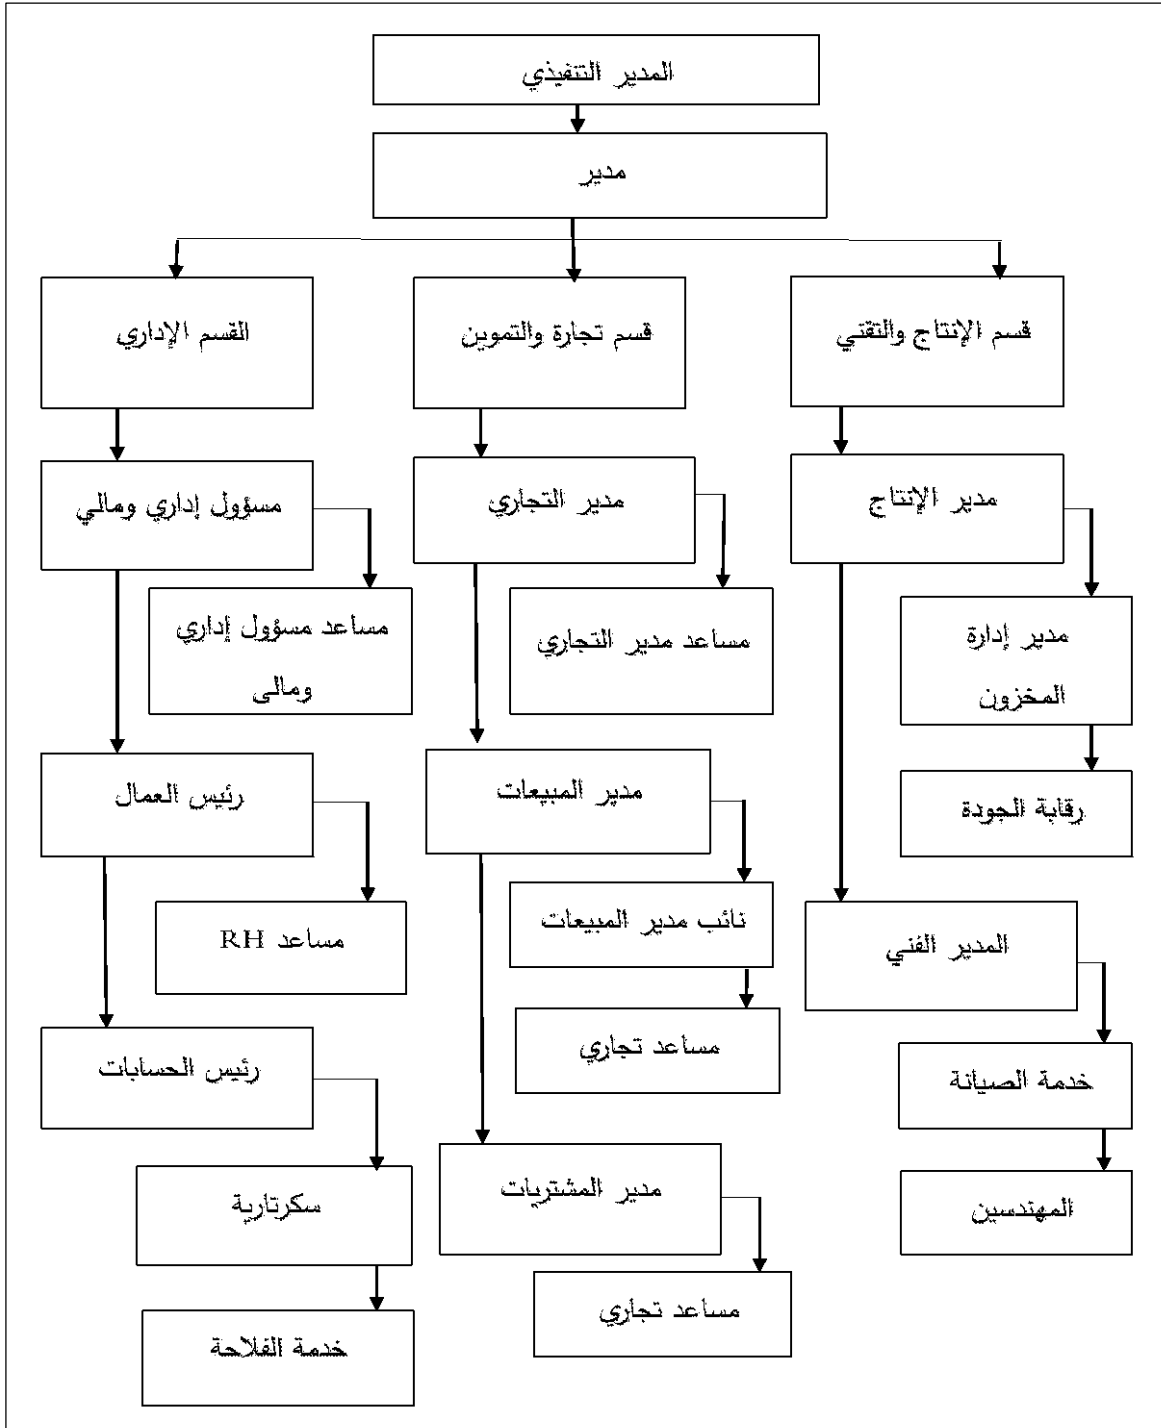 المدير التنفيذي
مدير
قسم الإنتاج والتقني
قسم تجارة والتموين
القسم الإداري
مدير الإنتاج
مدير التجاري
مسؤول إداري ومالي
مدير إدارة
المخزون
مساعد مدير التجاري
مساعد مسؤول إداري
ومالى
رقابة الجودة
مدير المبيعات
رئيس العمال
المدير الفني
نائب مدير المبيعات
مساعد RH
مساعد تجاري
خدمة الصيانة
رئيس الحسابات
المهندسين
مدير المشتريات
سكرتارية
مساعد تجاري
خدمة الفلاحة